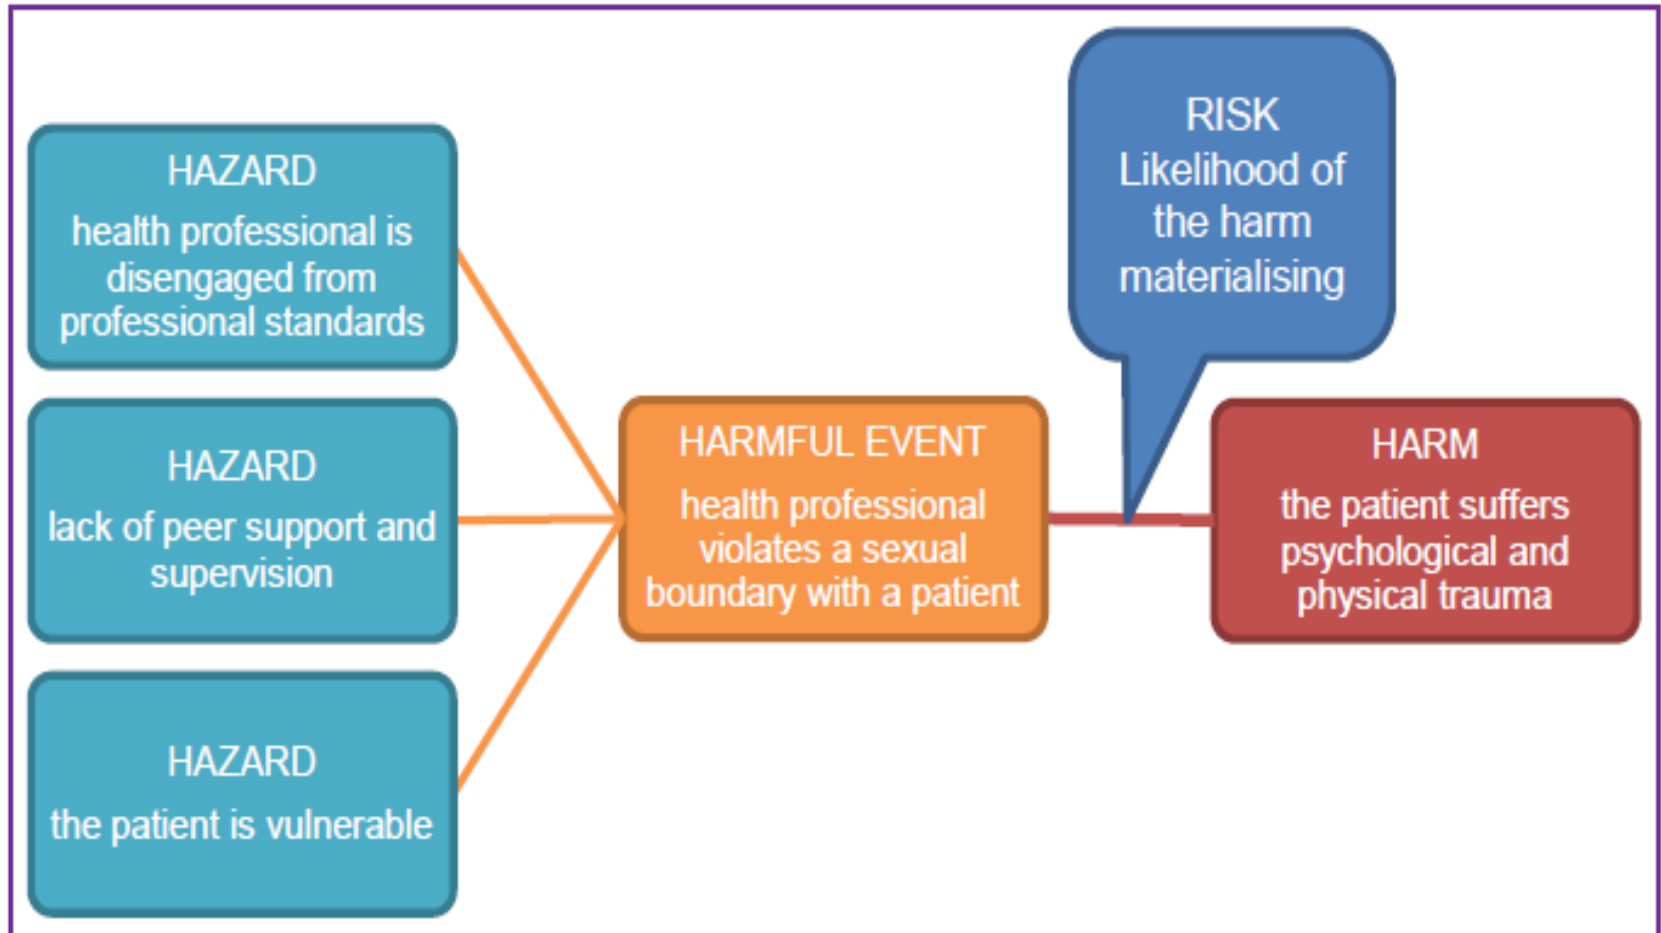 HAZARD
health professional is
disengaged from
professional standards
HAZARD
lack of peer support and
supervision
HAZARD
the patient is vulnerable
HARMFUL EVENT
health professional
violates a sexual
boundary with a patient
RISK
Likelihood of
the harm
materialising
HARM
the patient suffers
psychological and
physical trauma